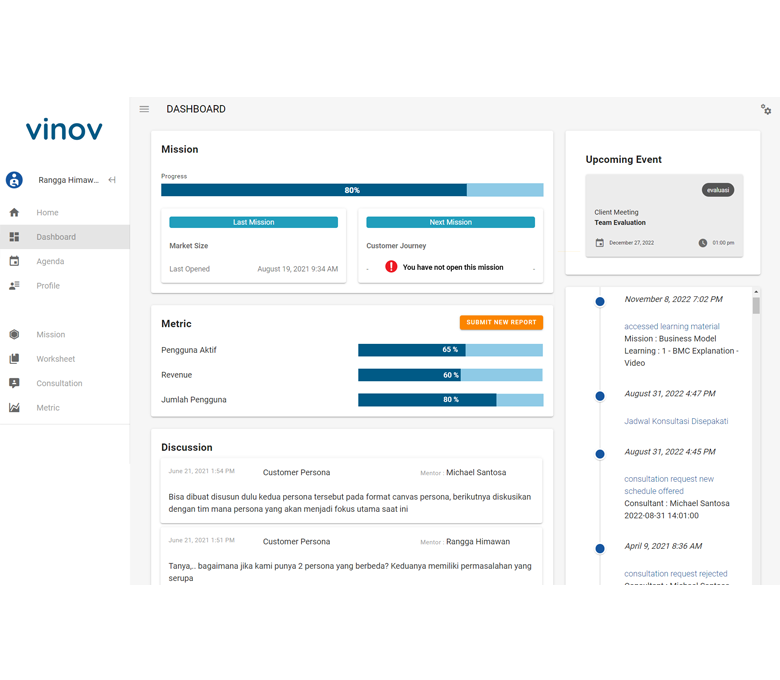 vinov
Rangga Himaw...
Home
Dashboard
Agenda
Profile
Mission
Worksheet
Consultation
Metric
DASHBOARD
Mission
Progress
80%
Last Mission
Market Size
Last Opened August 19, 2021 9:34 AM
Next Mission
Customer Journey
- ! You have not open this mission -
Metric
SUBMIT NEW REPORT
Pengguna Aktif 65 %
Revenue 60 %
Jumlah Pengguna 80 %
Discussion
June 21, 2021 1:54 PM Customer Persona Mentor : Michael Santosa
Bisa dibuat disusun dulu kedua persona tersebut pada format canvas persona, berikutnya diskusikan
dengan tim mana persona yang akan menjadi fokus utama saat ini
June 21, 2021 1:51 PM Customer Persona Mentor : Rangga Himawan
Tanya,.. bagaimana jika kami punya 2 persona yang berbeda? Keduanya memiliki permasalahan yang
serupa
Upcoming Event
evaluasi
Client Meeting
Team Evaluation
December 27, 2022 01:00 pm
November 8, 2022 7:02 PM
accessed learning material
Mission : Business Model
Learning : 1 - BMC Explanation -
Video
August 31, 2022 4:47 PM
Jadwal Konsultasi Disepakati
August 31, 2022 4:45 PM
consultation request new
schedule offered
Consultant : Michael Santosa
2022-08-31 14:01:00
April 9, 2021 8:36 AM
consultation request rejected
Consultant : Michael Santosa